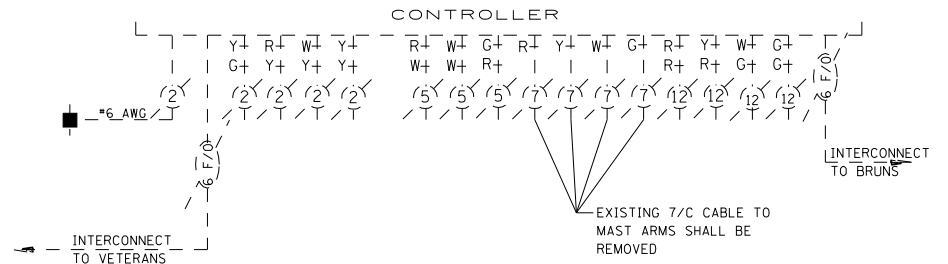 CONTROLLER
Y R W Y R W G R Y W G R Y W G
G Y Y Y W W R R R G G
2 2 2 2 2 5 5 5 7 7 7 7 12 12 12 12
6 F/O
#6 AWG
6 F/O
INTERCONNECT
TO BRUNS
EXISTING 7/C CABLE TO
MAST ARMS SHALL BE
REMOVED
INTERCONNECT
TO VETERANS